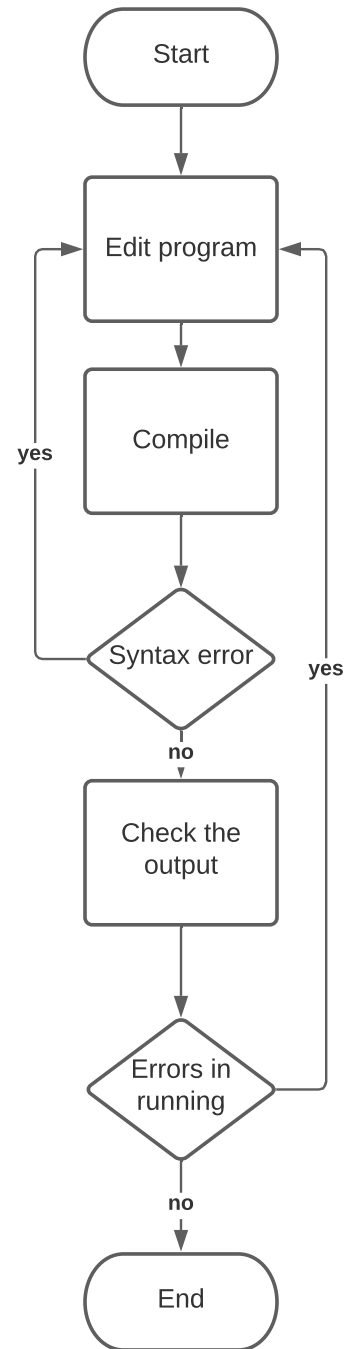 Start
Edit program
Compile
yes
Syntax error
yes
no
Check the
output
Errors in
running
no
End